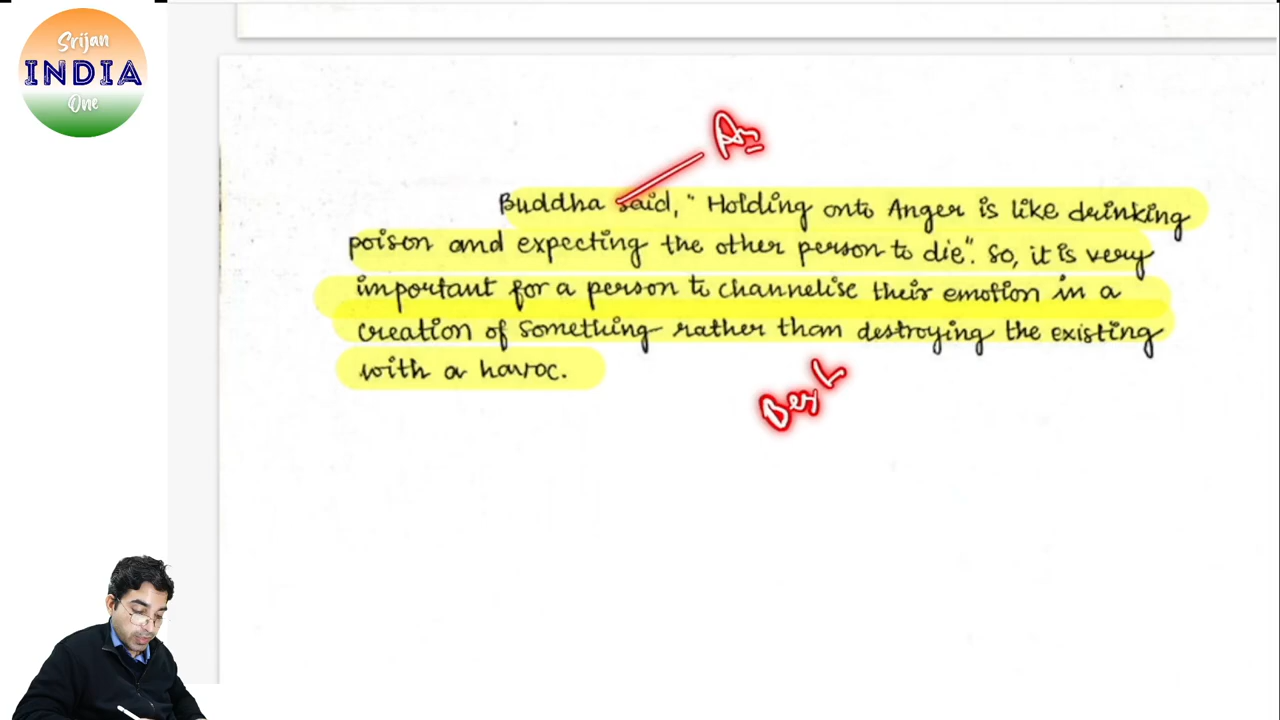 Srijan
INDIA
One
As
Buddha said, " Holding onto Anger is like drinking
poison and expecting the other person to die". So, it is very
important for a person to channelise their emotion in a
creation of something rather than destroying the existing
with a havoc.
Best